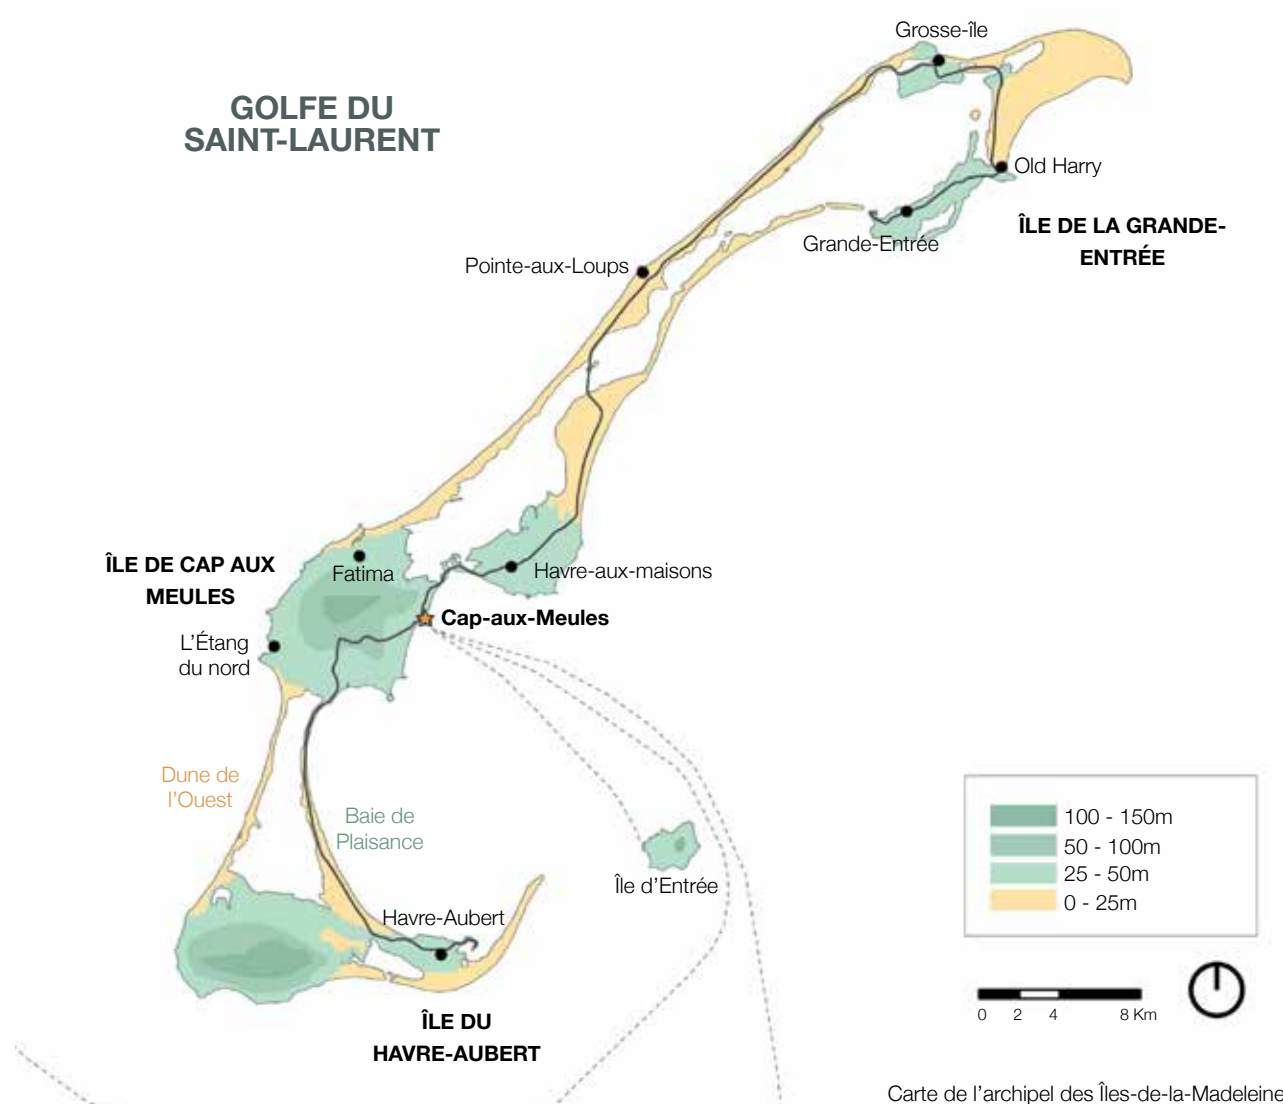 Grosse-île
GOLFE DU
SAINT-LAURENT
Old Harry
ÎLE DE LA GRANDE-
ENTRÉE
Grande-Entrée
Pointe-aux-Loups
ÎLE DE CAP AUX
MEULES
Fatima
Havre-aux-maisons
Cap-aux-Meules
L'Étang
du nord
Dune de
l'Ouest
Baie de
Plaisance
Île d'Entrée
Havre-Aubert
ÎLE DU
HAVRE-AUBERT
100 - 150m
50 - 100m
25 - 50m
0 - 25m
0 2 4 8 Km
Carte de l'archipel des Îles-de-la-Madeleine